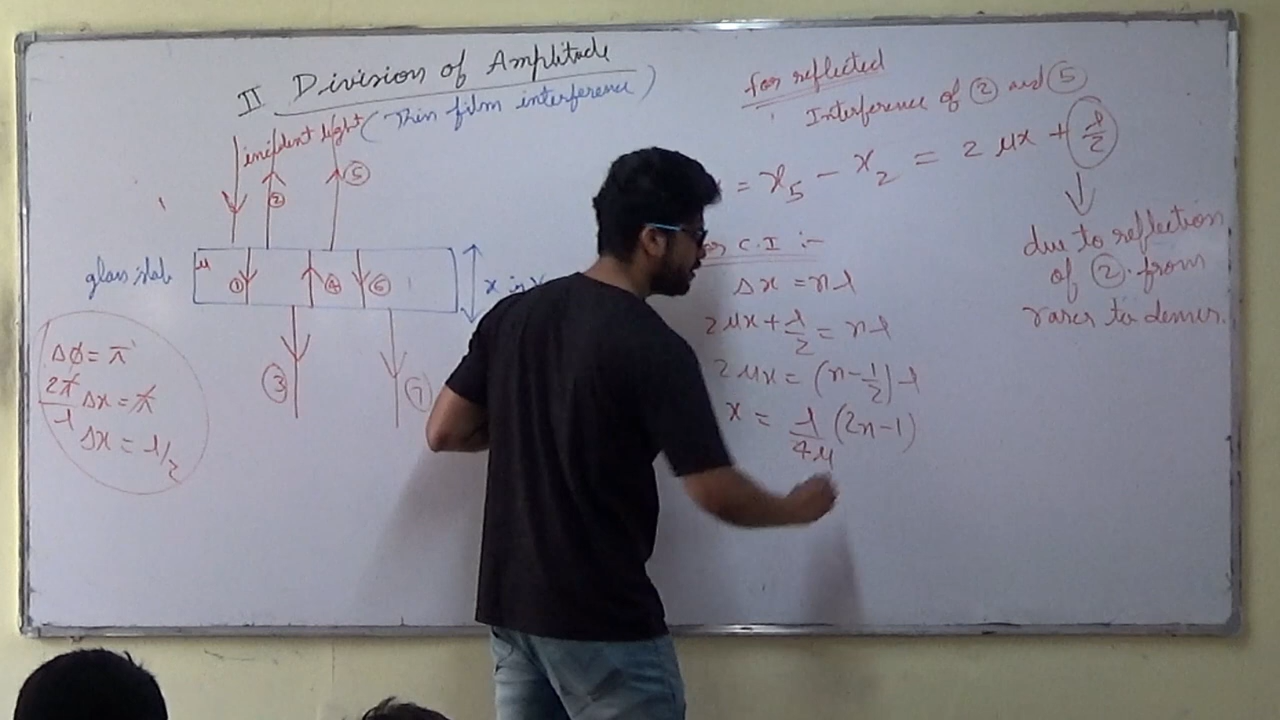 II Division of Amplitude
(Thin film interference)
incident light
② ⑤
glass slab
μ
① ④ ⑥
x
③ ⑦
Δφ = π
2π/λ Δx = π
Δx = λ/2
For reflected
Interference of ② and ⑤
= x₅ - x₂ = 2μx + λ/2
due to reflection
of ② from
rarer to denser.
C.I :-
Δx = nλ
2μx + λ/2 = nλ
2μx = (n - 1/2) λ
x = λ/4μ (2n-1)